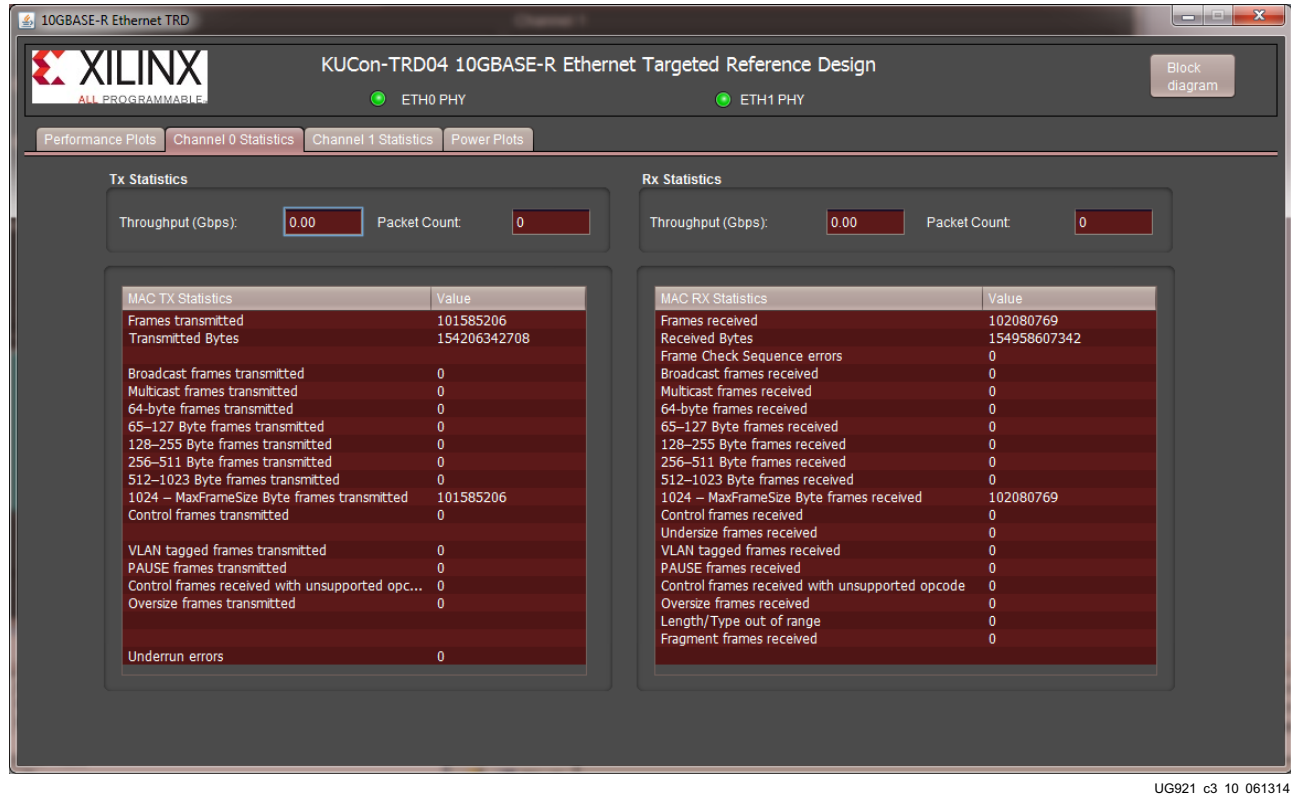 10GBASE-R Ethernet TRD
XILINX
ALL PROGRAMMABLE™
KUCon-TRD04 10GBASE-R Ethernet Targeted Reference Design
ETH0 PHY
ETH1 PHY
Block
diagram
Performance Plots Channel 0 Statistics Channel 1 Statistics Power Plots
Tx Statistics
Throughput (Gbps): 0.00 Packet Count: 0
MAC TX Statistics Value
Frames transmitted 101585206
Transmitted Bytes 154206342708
Broadcast frames transmitted 0
Multicast frames transmitted 0
64-byte frames transmitted 0
65–127 Byte frames transmitted 0
128–255 Byte frames transmitted 0
256–511 Byte frames transmitted 0
512–1023 Byte frames transmitted 0
1024 – MaxFrameSize Byte frames transmitted 101585206
Control frames transmitted 0
VLAN tagged frames transmitted 0
PAUSE frames transmitted 0
Control frames received with unsupported opc... 0
Oversize frames transmitted 0
Underrun errors 0
Rx Statistics
Throughput (Gbps): 0.00 Packet Count: 0
MAC RX Statistics Value
Frames received 102080769
Received Bytes 154958607342
Frame Check Sequence errors 0
Broadcast frames received 0
Multicast frames received 0
64-byte frames received 0
65–127 Byte frames received 0
128–255 Byte frames received 0
256–511 Byte frames received 0
512–1023 Byte frames received 0
1024 – MaxFrameSize Byte frames received 102080769
Control frames received 0
Undersize frames received 0
VLAN tagged frames received 0
PAUSE frames received 0
Control frames received with unsupported opcode 0
Oversize frames received 0
Length/Type out of range 0
Fragment frames received 0
UG921_c3_10_061314